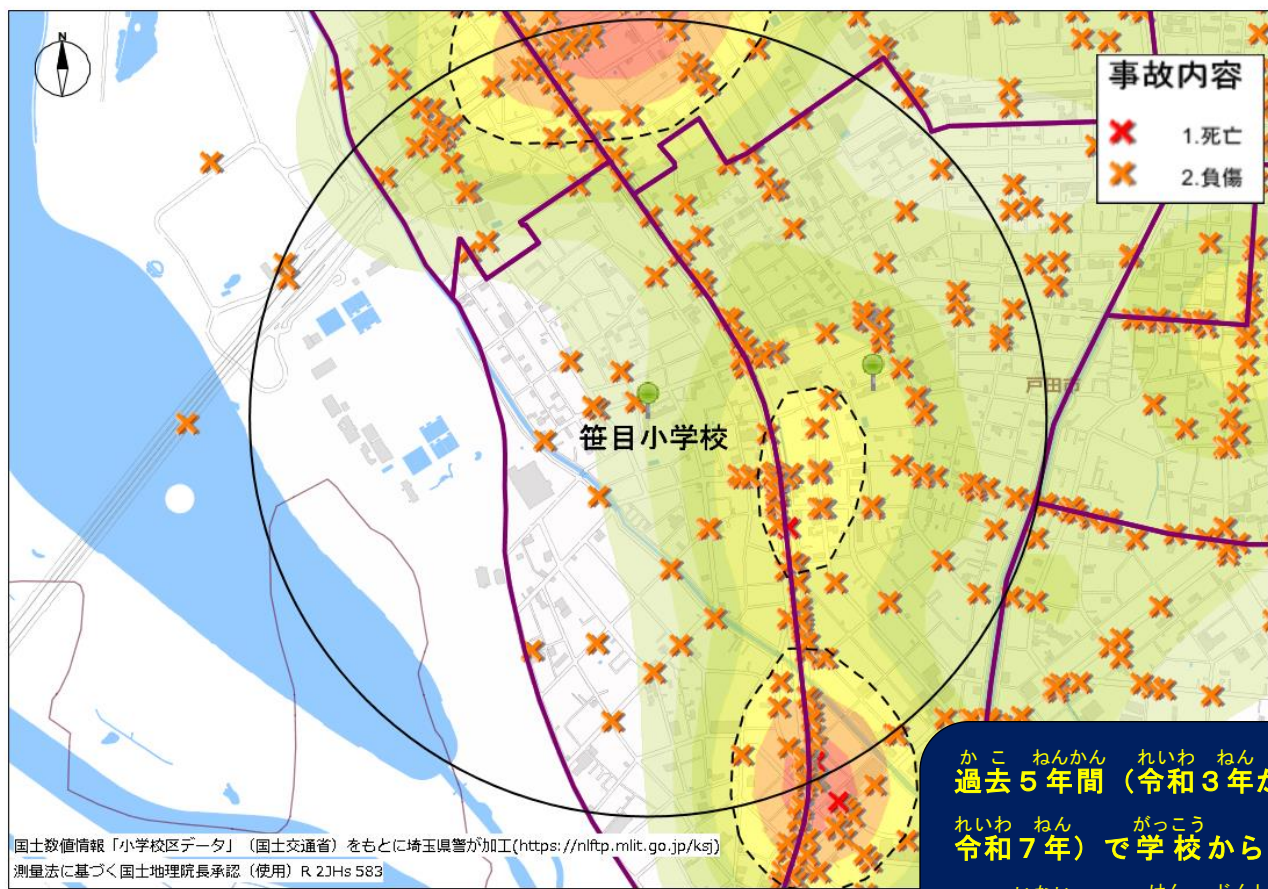 N
事故内容
1.死亡
2.負傷
戸田市
笹目小学校
かこ ねんかん れいわ ねん
過去５年間（令和３年か
れいわ ねん がっこう
令和７年）で学校から
国土数値情報「小学校区データ」（国土交通省）をもとに埼玉県警が加工(https://nlftp.mlit.go.jp/ksj)
測量法に基づく国土地理院長承認（使用）R 2JHs 583